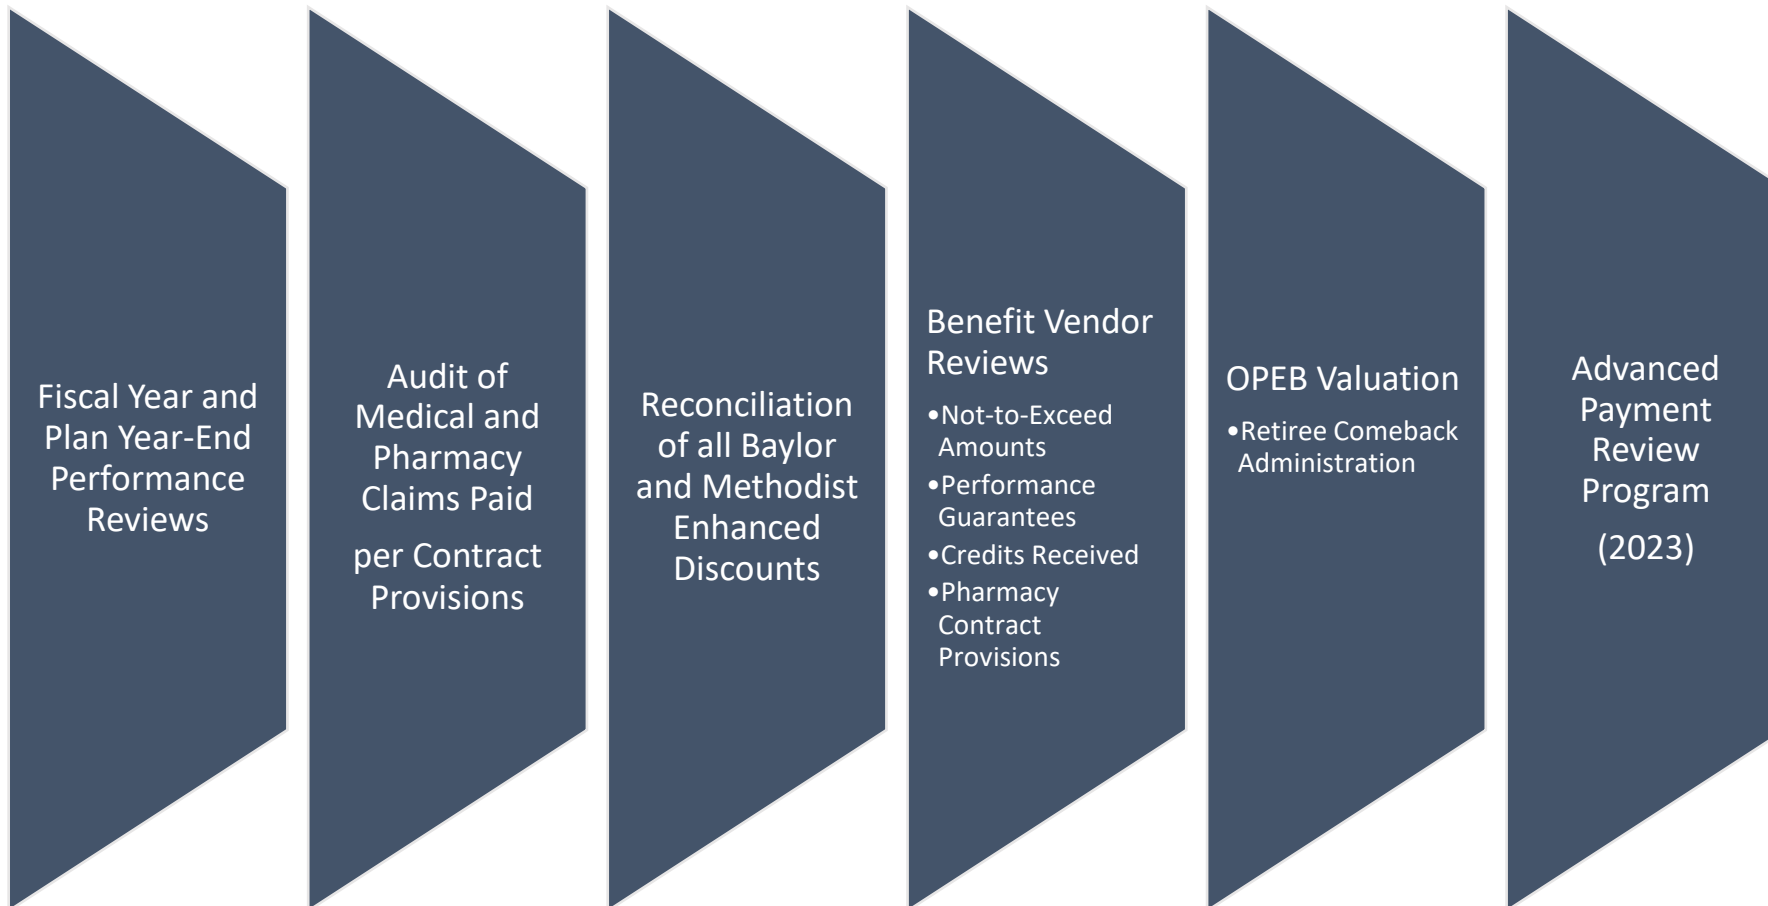 Fiscal Year and
Plan Year-End
Performance
Reviews
Audit of
Medical and
Pharmacy
Claims Paid
per Contract
Provisions
Reconciliation
of all Baylor
and Methodist
Enhanced
Discounts
Benefit Vendor
Reviews
•Not-to-Exceed
Amounts
•Performance
Guarantees
•Credits Received
•Pharmacy
Contract
Provisions
OPEB Valuation
•Retiree Comeback
Administration
Advanced
Payment
Review
Program
(2023)